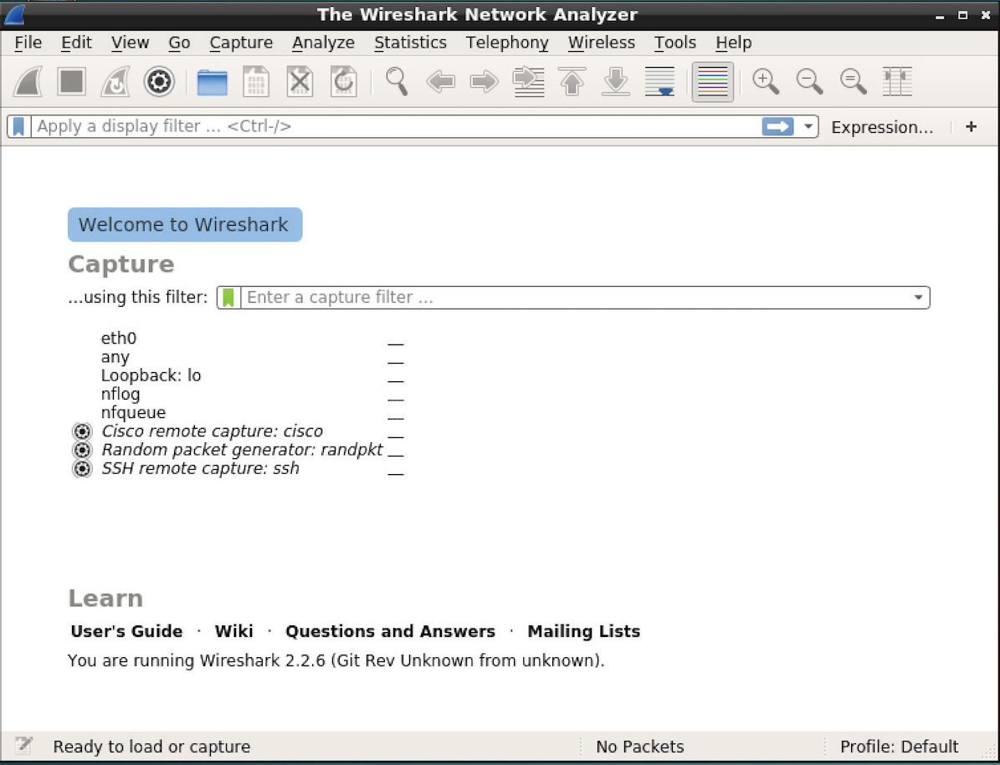 The Wireshark Network Analyzer
File Edit View Go Capture Analyze Statistics Telephony Wireless Tools Help
Apply a display filter ... <Ctrl-/> Expression... +
Welcome to Wireshark
Capture
...using this filter: Enter a capture filter ...
eth0
any
Loopback: lo
nflog
nfqueue
Cisco remote capture: cisco
Random packet generator: randpkt
SSH remote capture: ssh
Learn
User's Guide · Wiki · Questions and Answers · Mailing Lists
You are running Wireshark 2.2.6 (Git Rev Unknown from unknown).
Ready to load or capture No Packets Profile: Default